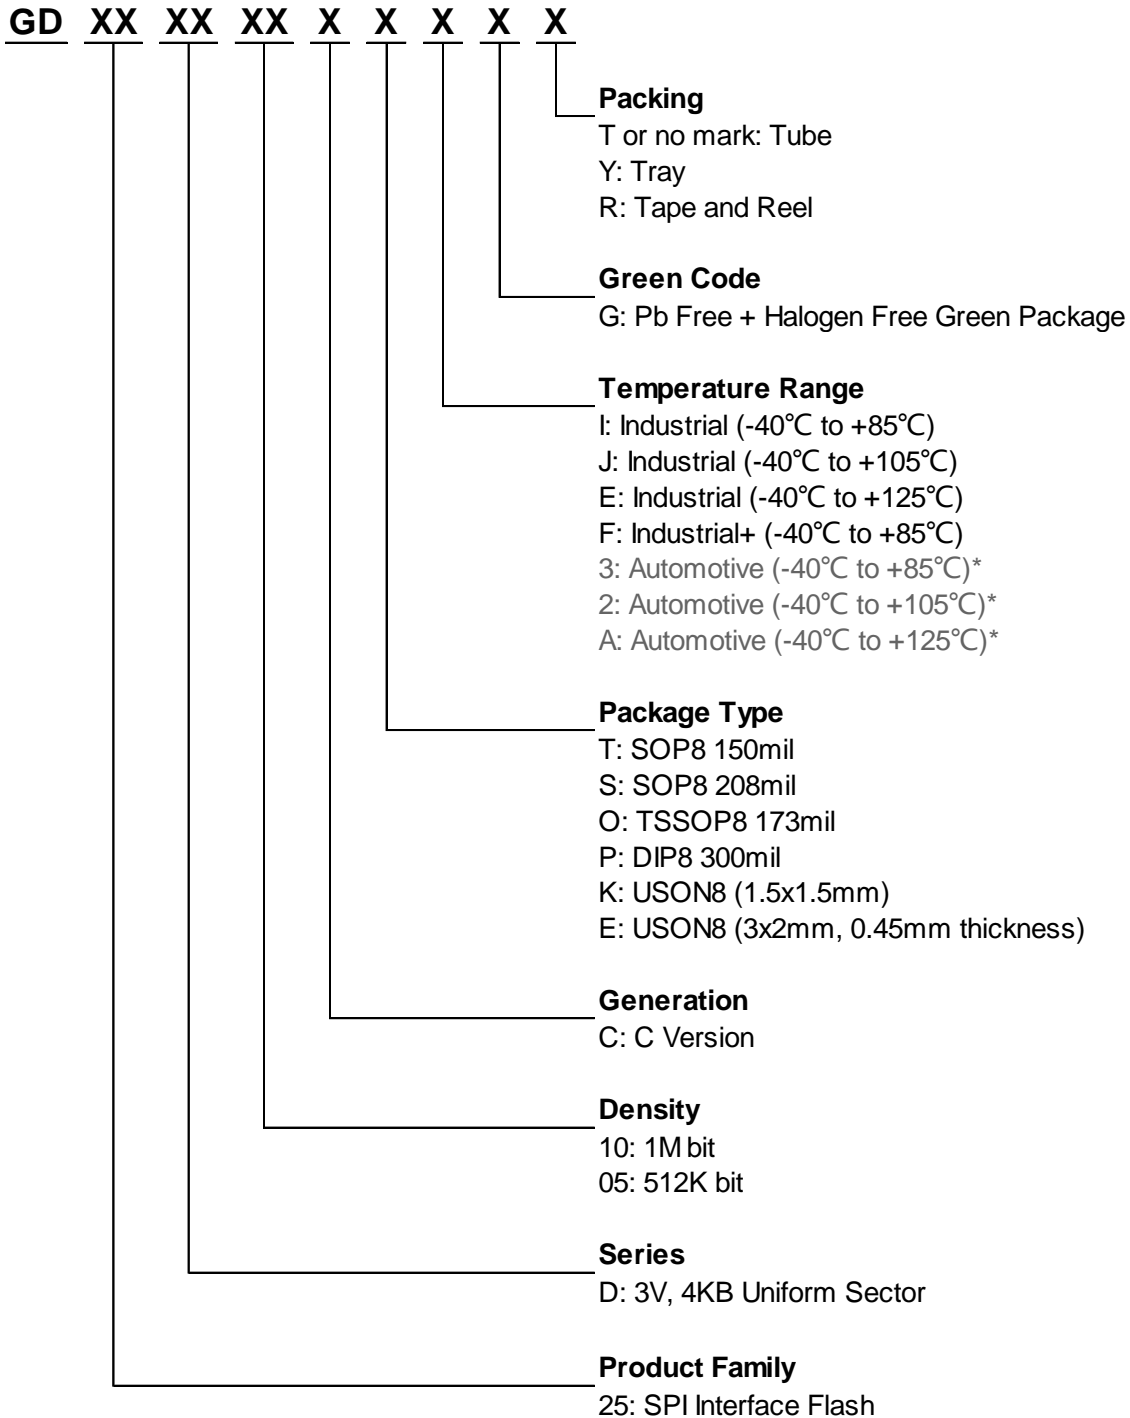 GD XX XX XX X X X X X
Packing
T or no mark: Tube
Y: Tray
R: Tape and Reel
Green Code
G: Pb Free + Halogen Free Green Package
Temperature Range
I: Industrial (-40℃ to +85℃)
J: Industrial (-40℃ to +105℃)
E: Industrial (-40℃ to +125℃)
F: Industrial+ (-40℃ to +85℃)
3: Automotive (-40℃ to +85℃)*
2: Automotive (-40℃ to +105℃)*
A: Automotive (-40℃ to +125℃)*
Package Type
T: SOP8 150mil
S: SOP8 208mil
O: TSSOP8 173mil
P: DIP8 300mil
K: USON8 (1.5x1.5mm)
E: USON8 (3x2mm, 0.45mm thickness)
Generation
C: C Version
Density
10: 1M bit
05: 512K bit
Series
D: 3V, 4KB Uniform Sector
Product Family
25: SPI Interface Flash